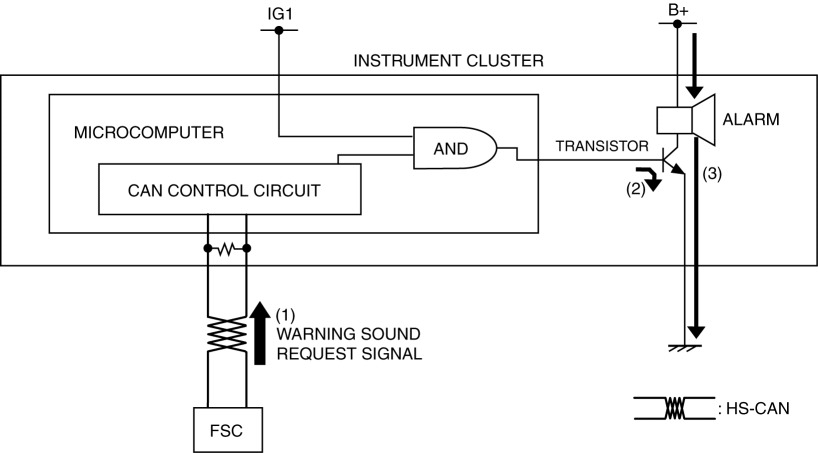 IG1
B+
INSTRUMENT CLUSTER
MICROCOMPUTER
AND
TRANSISTOR
ALARM
CAN CONTROL CIRCUIT
(2)
(3)
(1)
WARNING SOUND
REQUEST SIGNAL
FSC
: HS-CAN